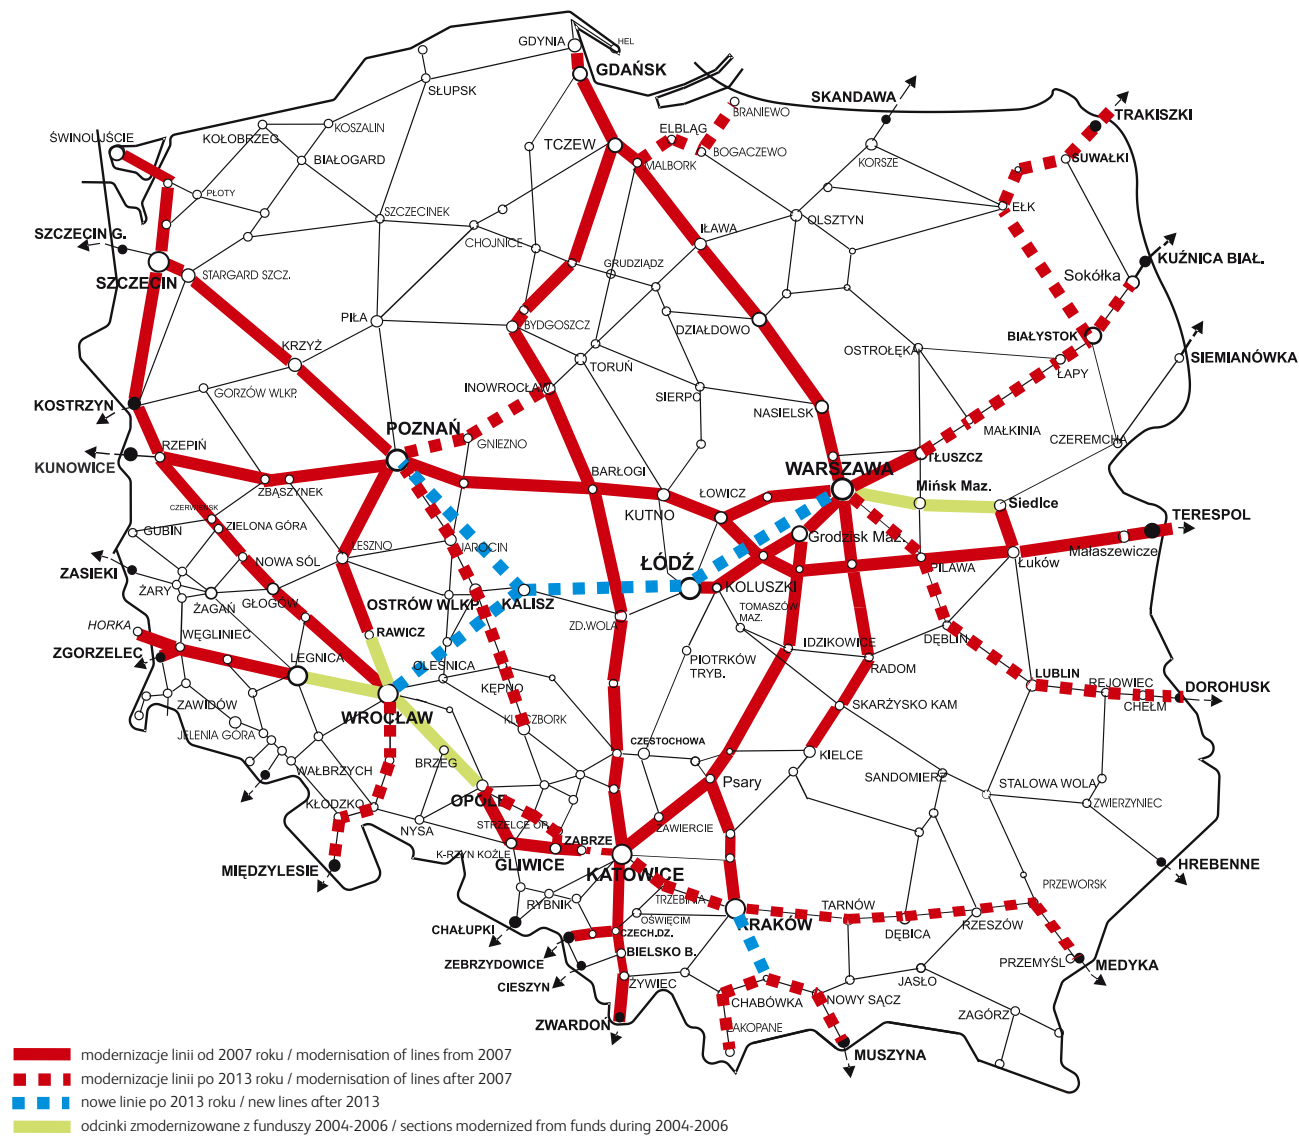 HEL
GDYNIA
GDAŃSK
SŁUPSK
SKANDAWA
BRANIEWO
TRAKISZKI
ŚWINOUJŚCIE
KOŁOBRZEG
KOSZALIN
ELBLĄG
TCZEW
BOGACZEWO
BIAŁOGARD
MALBORK
KORSZE
SUWAŁKI
PŁOTY
SZCZECINEK
OLSZTYN
EŁK
SZCZECIN G.
CHOJNICE
IŁAWA
KUŹNICA BIAŁ.
SZCZECIN
STARGARD SZCZ.
GRUDZIĄDZ
Sokółka
PIŁA
BYDGOSZCZ
DZIAŁDOWO
BIAŁYSTOK
KRZYŻ
OSTROŁĘKA
SIEMIANÓWKA
TORUŃ
ŁAPY
GORZÓW WLKP.
INOWROCŁAW
SIERPC
KOSTRZYN
NASIELSK
POZNAŃ
MAŁKINIA
GNIEZNO
CZEREMCHA
RZEPIŃ
TŁUSZCZ
KUNOWICE
BARŁOGI
WARSZAWA
ZBĄSZYNEK
ŁOWICZ
Mińsk Maz.
Siedlce
CZERWIEŃSK
KUTNO
TERESPOL
GUBIN
ZIELONA GÓRA
Grodzisk Maz.
JAROCIN
Małaszewicze
LESZNO
ŁÓDŹ
NOWA SÓL
PILAWA
Łuków
ZASIEKI
ŻARY
ŻAGAŃ
GŁOGÓW
OSTRÓW WLKP.
KALISZ
KOLUSZKI
TOMASZÓW
MAZ.
HORKA
ZD.WOLA
RAWICZ
WĘGLINIEC
IDZIKOWICE
DĘBLIN
ZGORZELEC
LEGNICA
OLEŚNICA
PIOTRKÓW
TRYB.
RADOM
LUBLIN
REJOWIEC
DOROHUSK
KĘPNO
CHEŁM
ZAWIDÓW
SKARŻYSKO KAM
WROCŁAW
KLUCZBORK
JELENIA GÓRA
CZĘSTOCHOWA
KIELCE
BRZEG
WAŁBRZYCH
SANDOMIERZ
STALOWA WOLA
Psary
OPOLE
KŁODZKO
ZWIERZYNIEC
NYSA
STRZELCE OP.
ZAWIERCIE
ZABRZE
K-RZYN KOŹLE
GLIWICE
HREBENNE
MIĘDZYLESIE
KATOWICE
PRZEWORSK
TRZEBINIA
RYBNIK
TARNÓW
OŚWIĘCIM
KRAKÓW
RZESZÓW
CHAŁUPKI
CZECH.DZ.
DĘBICA
BIELSKO B.
PRZEMYŚL
MEDYKA
ZEBRZYDOWICE
JASŁO
CIESZYN
ŻYWIEC
CHABÓWKA
NOWY SĄCZ
ZAGÓRZ
ZWARDOŃ
ZAKOPANE
MUSZYNA
modernizacje linii od 2007 roku / modernisation of lines from 2007
modernizacje linii po 2013 roku / modernisation of lines after 2007
nowe linie po 2013 roku / new lines after 2013
odcinki zmodernizowane z funduszy 2004-2006 / sections modernized from funds during 2004-2006